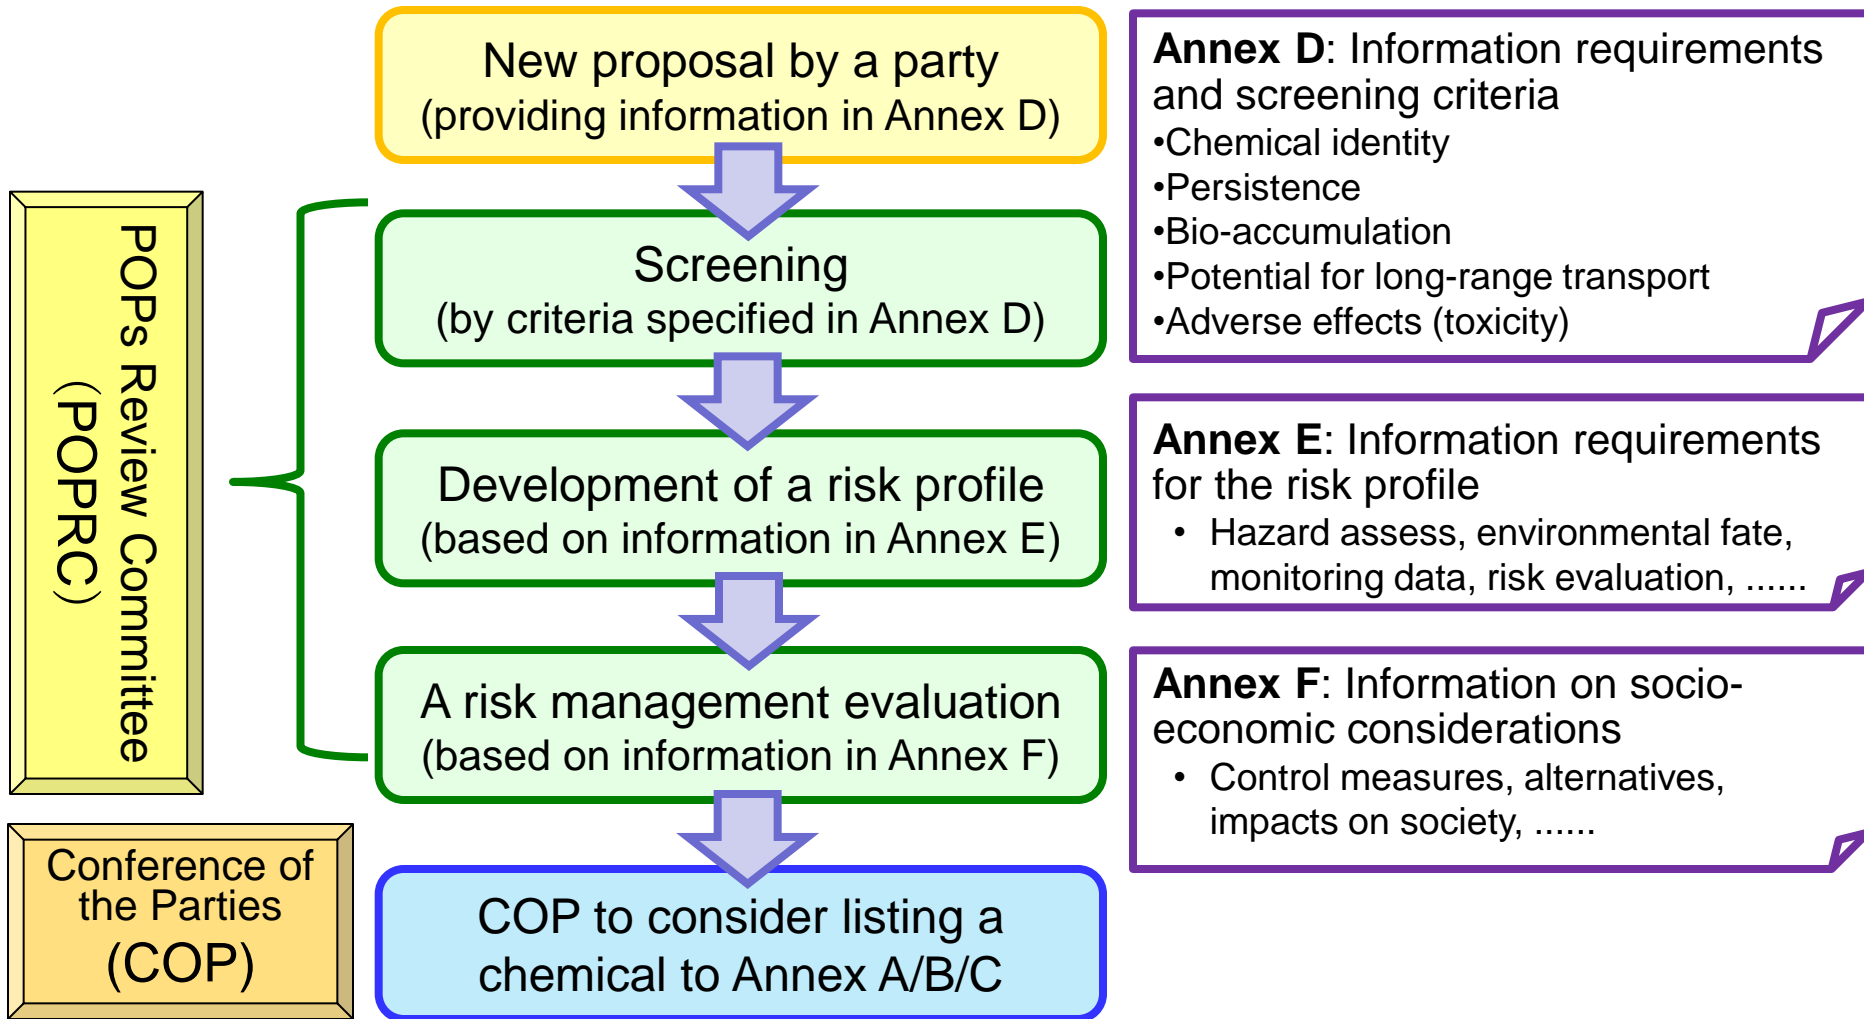 New proposal by a party
(providing information in Annex D)
Screening
(by criteria specified in Annex D)
Development of a risk profile
(based on information in Annex E)
A risk management evaluation
(based on information in Annex F)
COP to consider listing a
chemical to Annex A/B/C
POPs Review Committee
(POPRC)
Conference of
the Parties
(COP)
Annex D: Information requirements
and screening criteria
•Chemical identity
•Persistence
•Bio-accumulation
•Potential for long-range transport
•Adverse effects (toxicity)
Annex E: Information requirements
for the risk profile
• Hazard assess, environmental fate,
monitoring data, risk evaluation, ......
Annex F: Information on socio-
economic considerations
• Control measures, alternatives,
impacts on society, ......